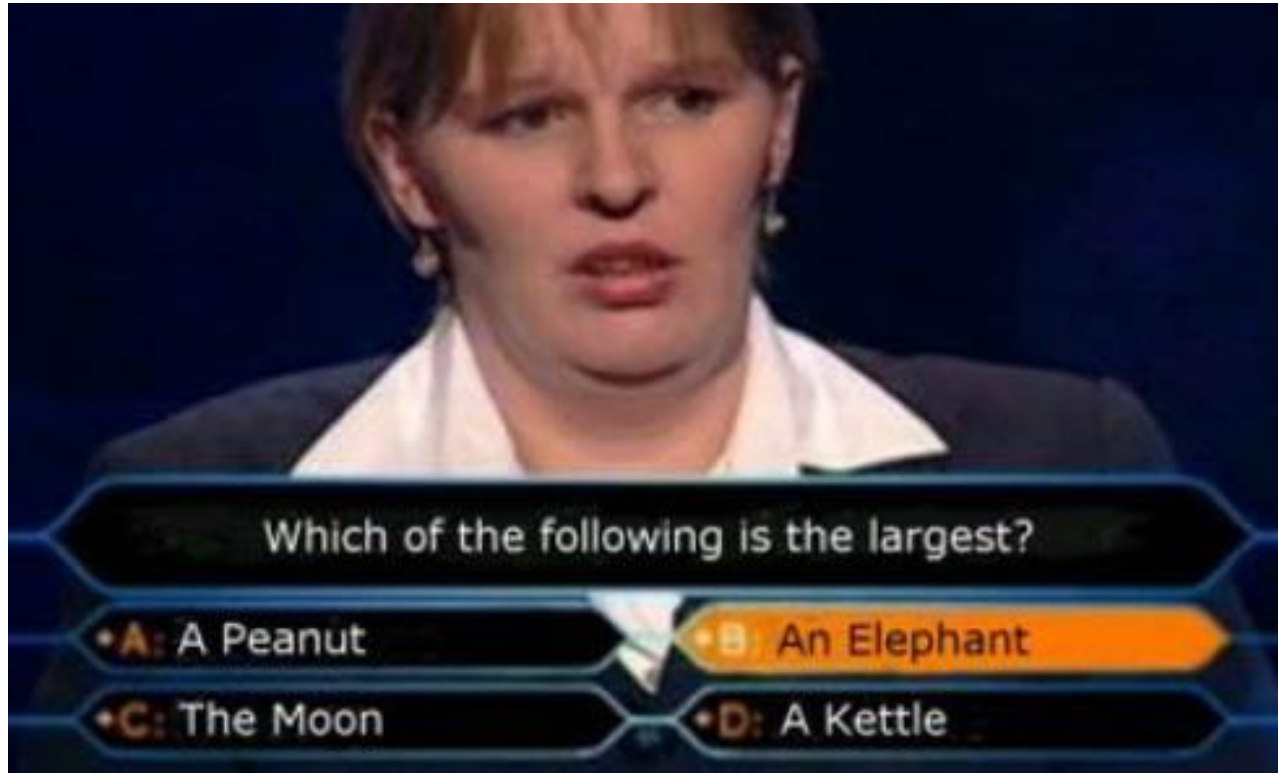 Which of the following is the largest?
A: A Peanut
B: An Elephant
C: The Moon
D: A Kettle